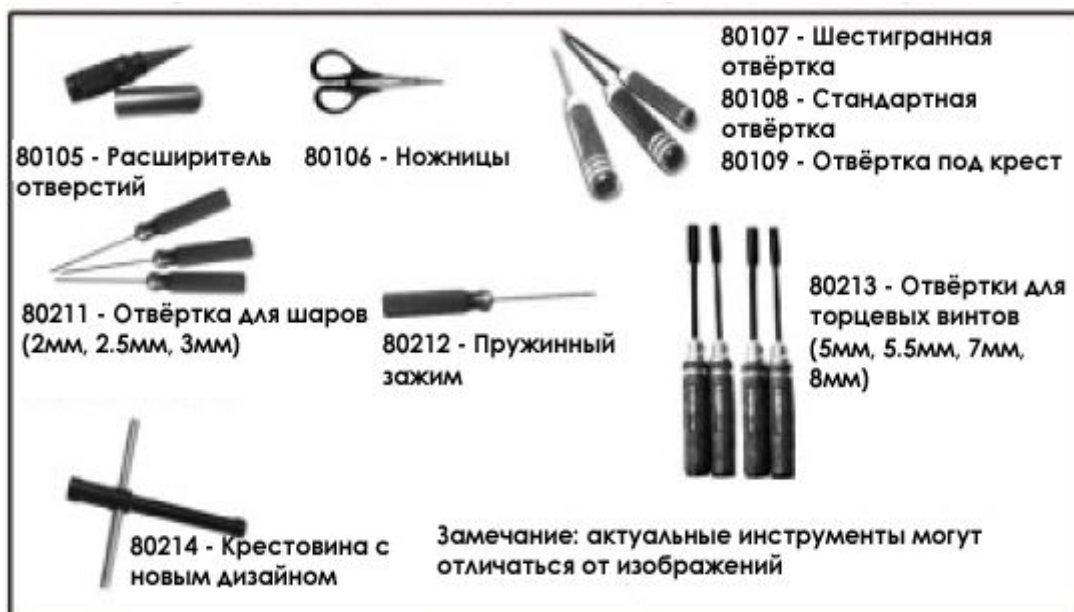 80107 - Шестигранная
отвёртка
80108 - Стандартная
отвёртка
80109 - Отвёртка под крест
80105 - Расширитель
отверстий
80106 - Ножницы
80211 - Отвёртка для шаров
(2мм, 2.5мм, 3мм)
80212 - Пружинный
зажим
80213 - Отвёртки для
торцевых винтов
(5мм, 5.5мм, 7мм,
8мм)
80214 - Крестовина с
новым дизайном
Замечание: актуальные инструменты могут
отличаться от изображений